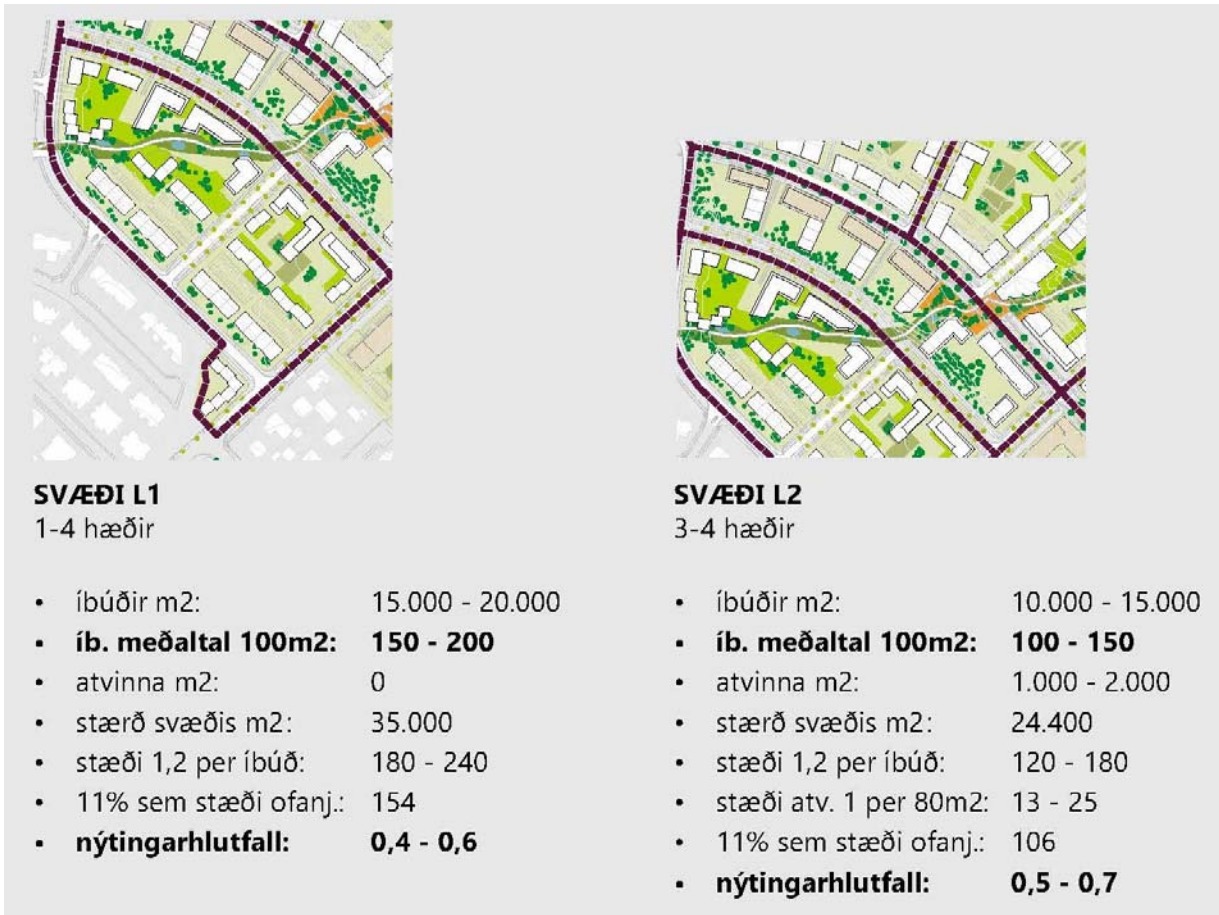 SVÆÐI L1
1-4 hæðir
• íbúðir m2: 15.000 - 20.000
• íb. meðaltal 100m2: 150 - 200
• atvinna m2: 0
• stærð svæðis m2: 35.000
• stæði 1,2 per íbúð: 180 - 240
• 11% sem stæði ofanj.: 154
• nýtingarhlutfall: 0,4 - 0,6
SVÆÐI L2
3-4 hæðir
• íbúðir m2: 10.000 - 15.000
• íb. meðaltal 100m2: 100 - 150
• atvinna m2: 1.000 - 2.000
• stærð svæðis m2: 24.400
• stæði 1,2 per íbúð: 120 - 180
• stæði atv. 1 per 80m2: 13 - 25
• 11% sem stæði ofanj.: 106
• nýtingarhlutfall: 0,5 - 0,7